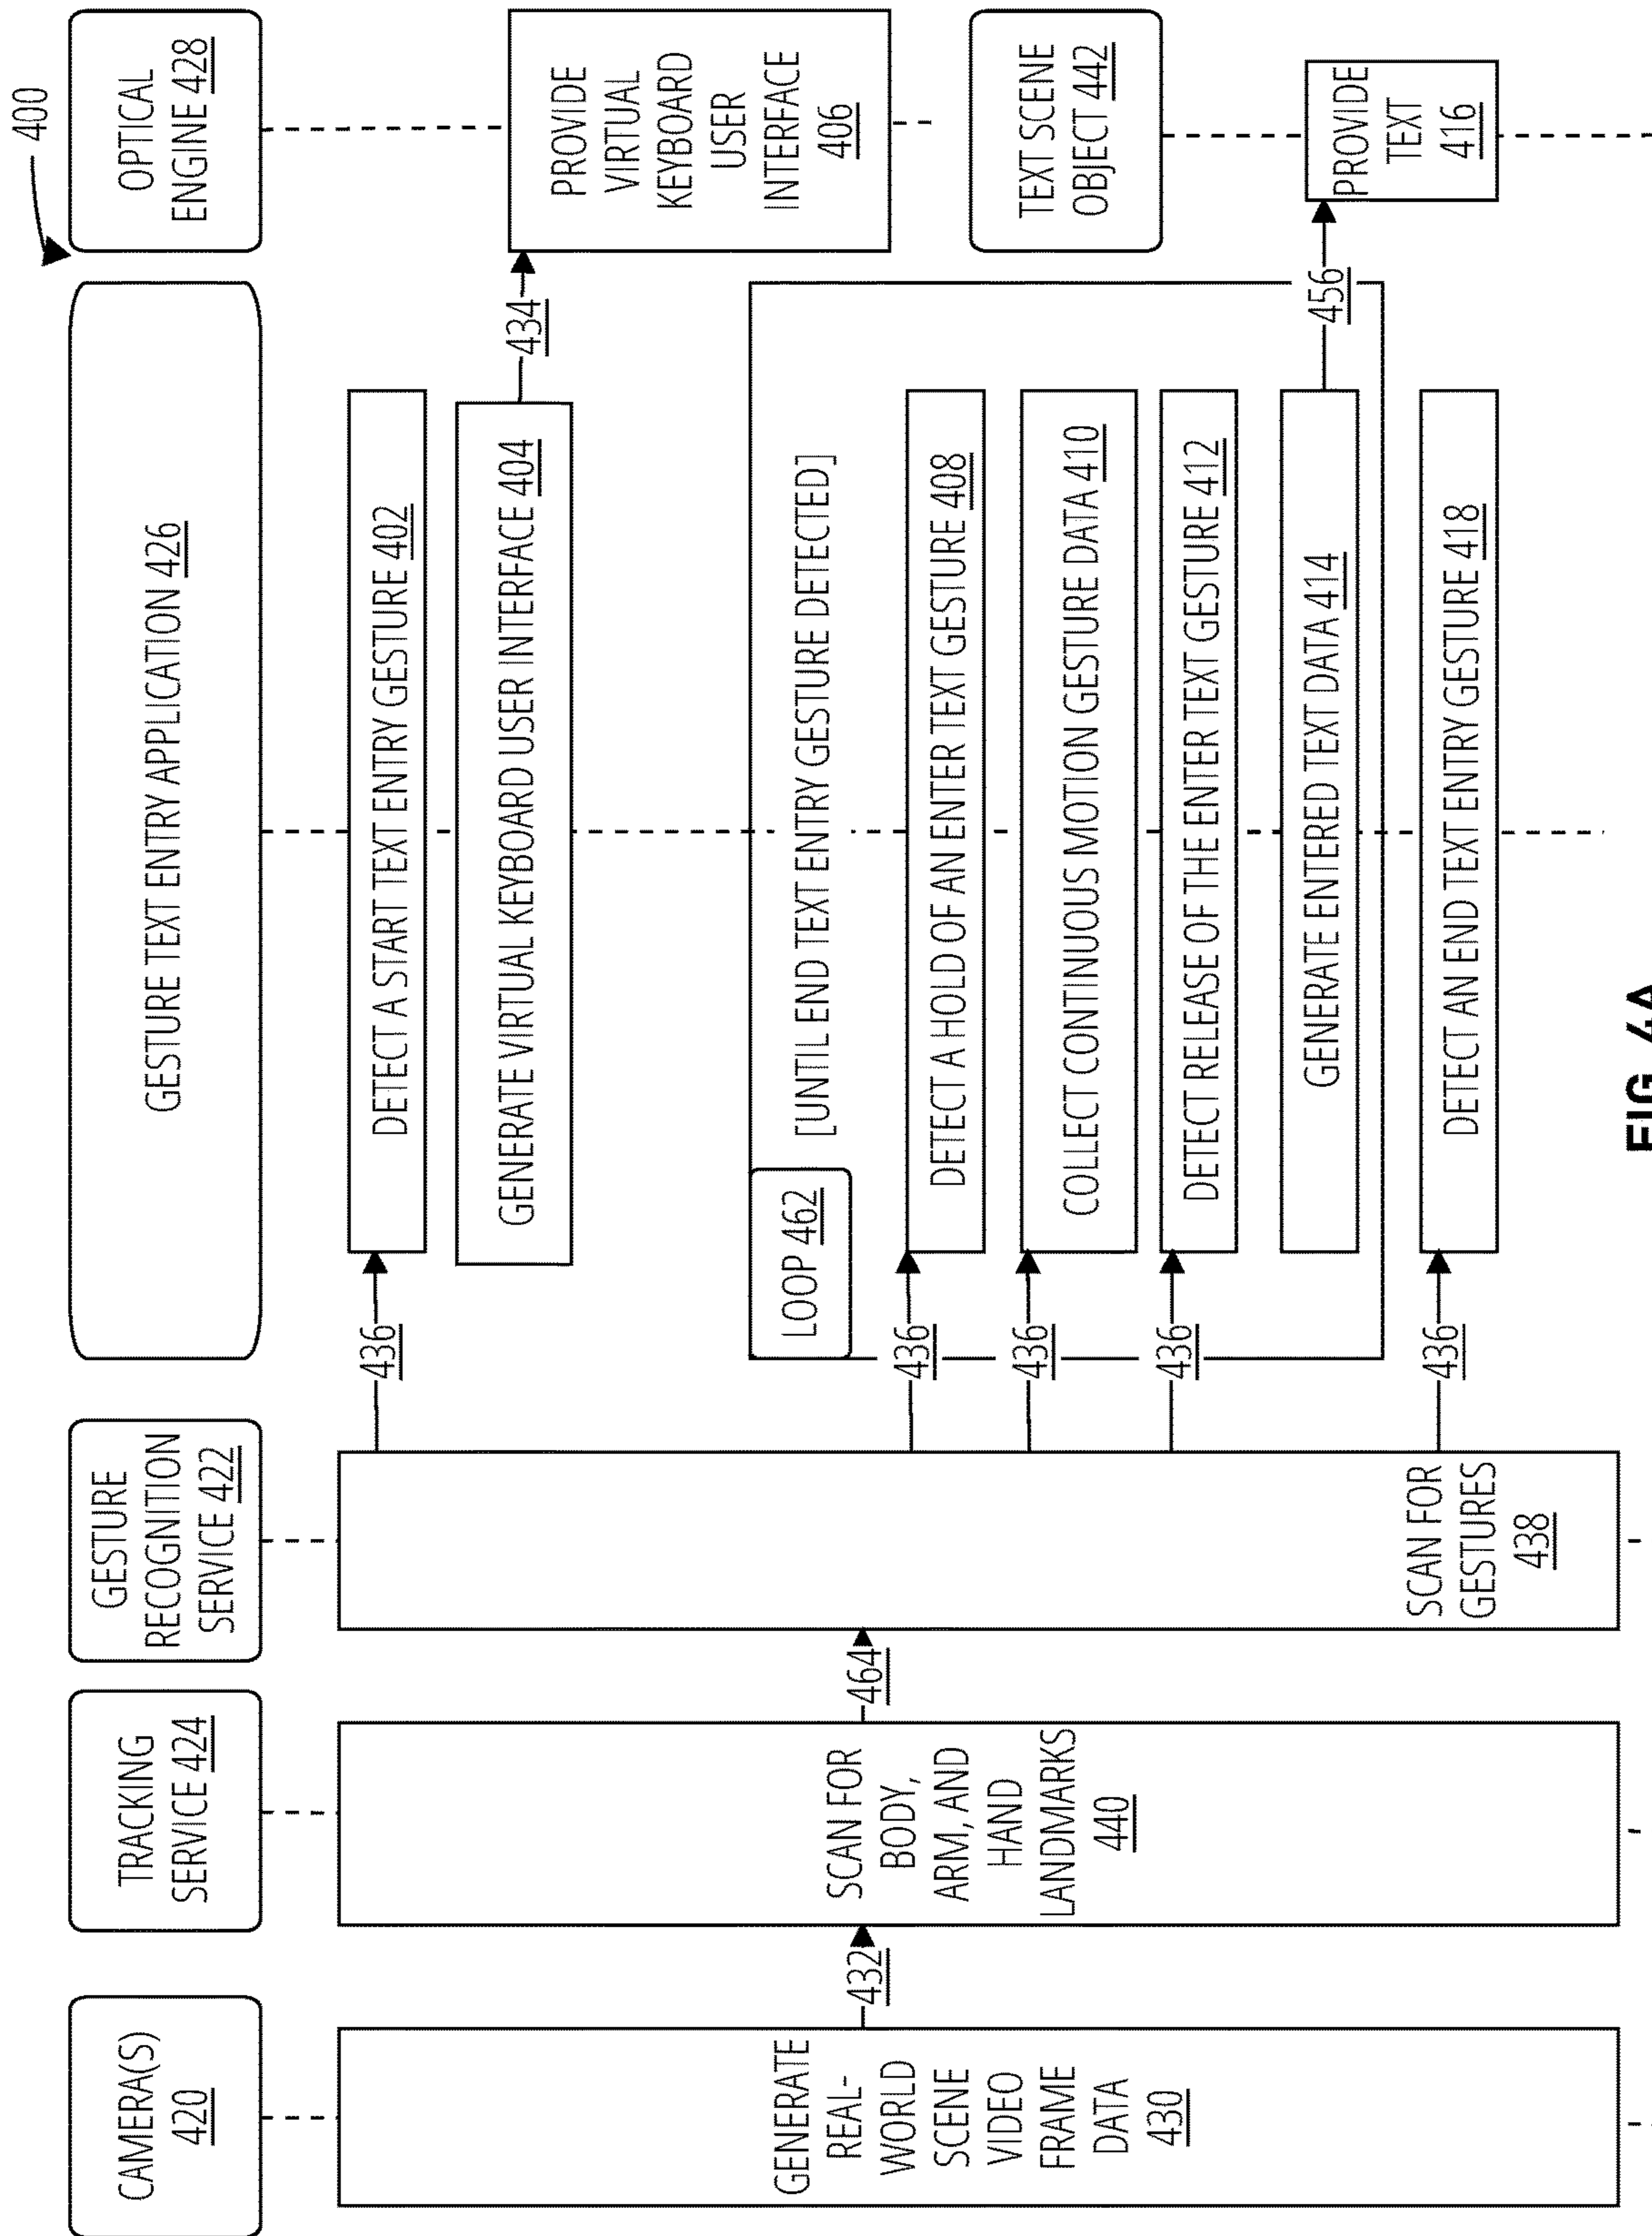 400
CAMERA(S)
420
TRACKING
SERVICE 424
GESTURE
RECOGNITION
SERVICE 422
GESTURE TEXT ENTRY APPLICATION 426
OPTICAL
ENGINE 428
436
DETECT A START TEXT ENTRY GESTURE 402
GENERATE VIRTUAL KEYBOARD USER INTERFACE 404
434
PROVIDE
VIRTUAL
KEYBOARD
USER
INTERFACE
406
GENERATE
REAL-
WORLD
SCENE
VIDEO
FRAME
DATA
430
432
SCAN FOR
BODY,
ARM, AND
HAND
LANDMARKS
440
464
LOOP 462
[UNTIL END TEXT ENTRY GESTURE DETECTED]
436
DETECT A HOLD OF AN ENTER TEXT GESTURE 408
436
COLLECT CONTINUOUS MOTION GESTURE DATA 410
436
DETECT RELEASE OF THE ENTER TEXT GESTURE 412
GENERATE ENTERED TEXT DATA 414
456
TEXT SCENE
OBJECT 442
PROVIDE
TEXT
416
SCAN FOR
GESTURES
438
436
DETECT AN END TEXT ENTRY GESTURE 418
FIG. 4A